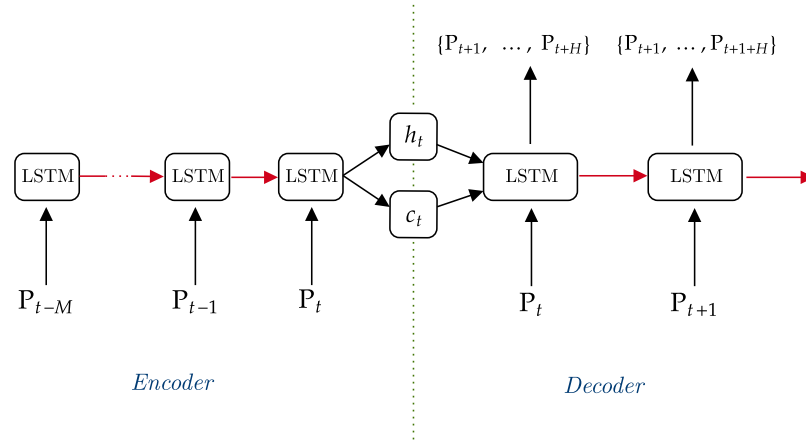 {P_{t+1}, ..., P_{t+H}} {P_{t+1}, ...,P_{t+1+H}}
h_t
LSTM ... LSTM LSTM LSTM LSTM
c_t
P_{t-M} P_{t-1} P_t P_t P_{t+1}
Encoder Decoder